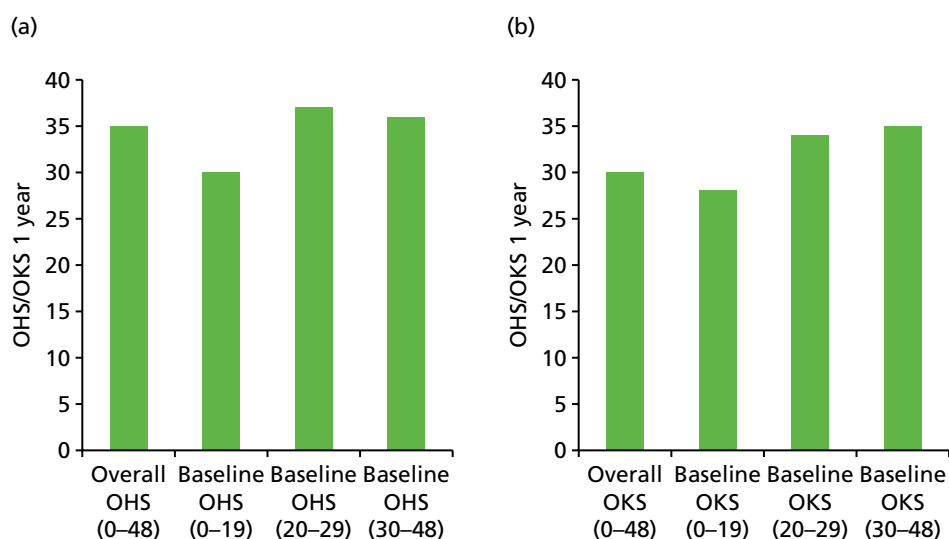 (a)
OHS/OKS 1 year
40
35
30
25
20
15
10
5
0
Overall OHS (0–48)
Baseline OHS (0–19)
Baseline OHS (20–29)
Baseline OHS (30–48)
(b)
OHS/OKS 1 year
40
35
30
25
20
15
10
5
0
Overall OKS (0–48)
Baseline OKS (0–19)
Baseline OKS (20–29)
Baseline OKS (30–48)